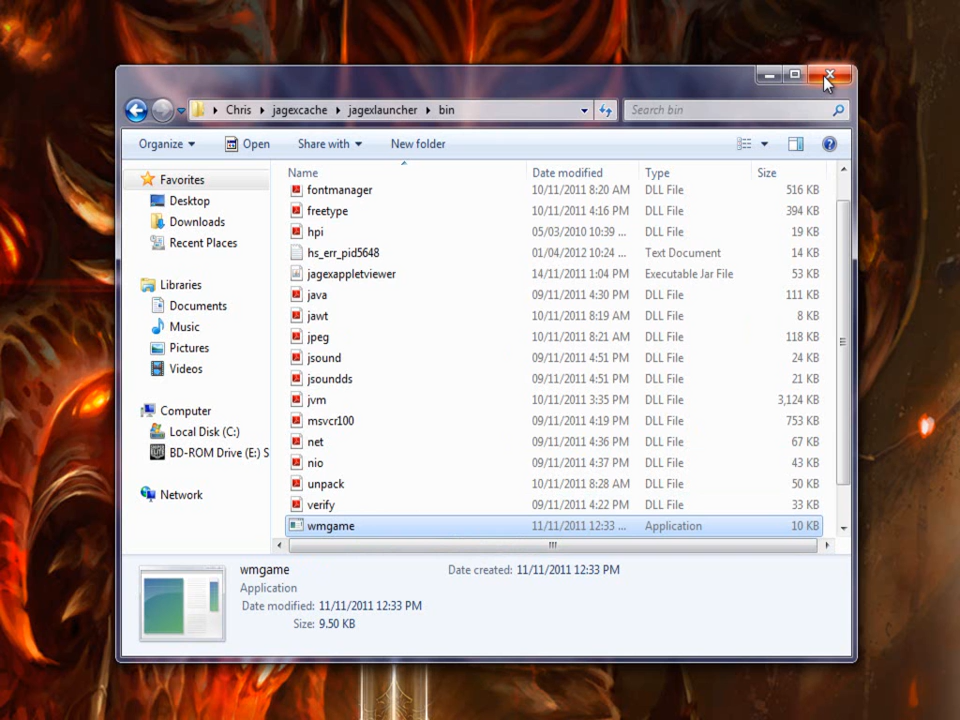 Chris jagexcache jagexlauncher bin Search bin
Organize Open Share with New folder
Name Date modified Type Size
Favorites
Desktop
Downloads
Recent Places
Libraries
Documents
Music
Pictures
Videos
Computer
Local Disk (C:)
BD-ROM Drive (E:) S
Network
fontmanager 10/11/2011 8:20 AM DLL File 516 KB
freetype 10/11/2011 4:16 PM DLL File 394 KB
hpi 05/03/2010 10:39 ... DLL File 19 KB
hs_err_pid5648 01/04/2012 10:24 ... Text Document 14 KB
jagexappletviewer 14/11/2011 1:04 PM Executable Jar File 53 KB
java 09/11/2011 4:30 PM DLL File 111 KB
jawt 10/11/2011 8:19 AM DLL File 8 KB
jpeg 10/11/2011 8:21 AM DLL File 118 KB
jsound 09/11/2011 4:51 PM DLL File 24 KB
jsoundds 09/11/2011 4:51 PM DLL File 21 KB
jvm 10/11/2011 3:35 PM DLL File 3,124 KB
msvcr100 09/11/2011 4:19 PM DLL File 753 KB
net 09/11/2011 4:36 PM DLL File 67 KB
nio 09/11/2011 4:37 PM DLL File 43 KB
unpack 10/11/2011 8:28 AM DLL File 50 KB
verify 09/11/2011 4:22 PM DLL File 33 KB
wmgame 11/11/2011 12:33 ... Application 10 KB
wmgame Date created: 11/11/2011 12:33 PM
Application
Date modified: 11/11/2011 12:33 PM
Size: 9.50 KB